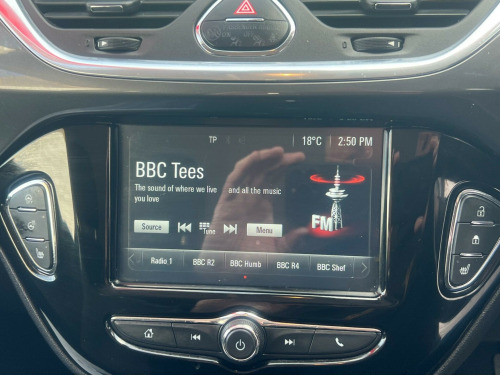 TP 18°C 2:50 PM
BBC Tees
The sound of where we live and all the music
you love
FM
Source Tune Menu
Radio 1 BBC R2 BBC Humb BBC R4 BBC Shef